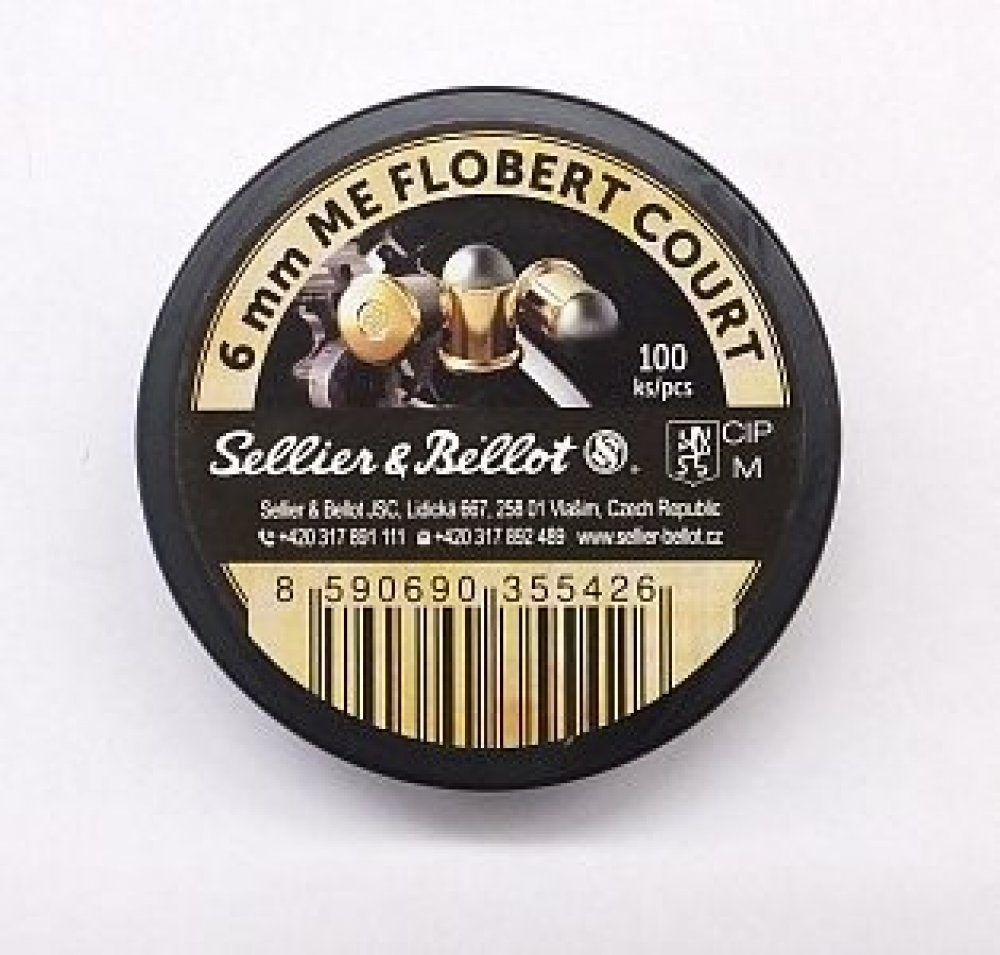 6 mm ME FLOBERT COURT
100
ks/pcs
Sellier & Bellot
CIP
M
Sellier & Bellot JSC, Lidická 667, 258 01 Vlašim, Czech Republic
+420 317 891 111 +420 317 892 489 www.sellier-bellot.cz
8 590690 355426